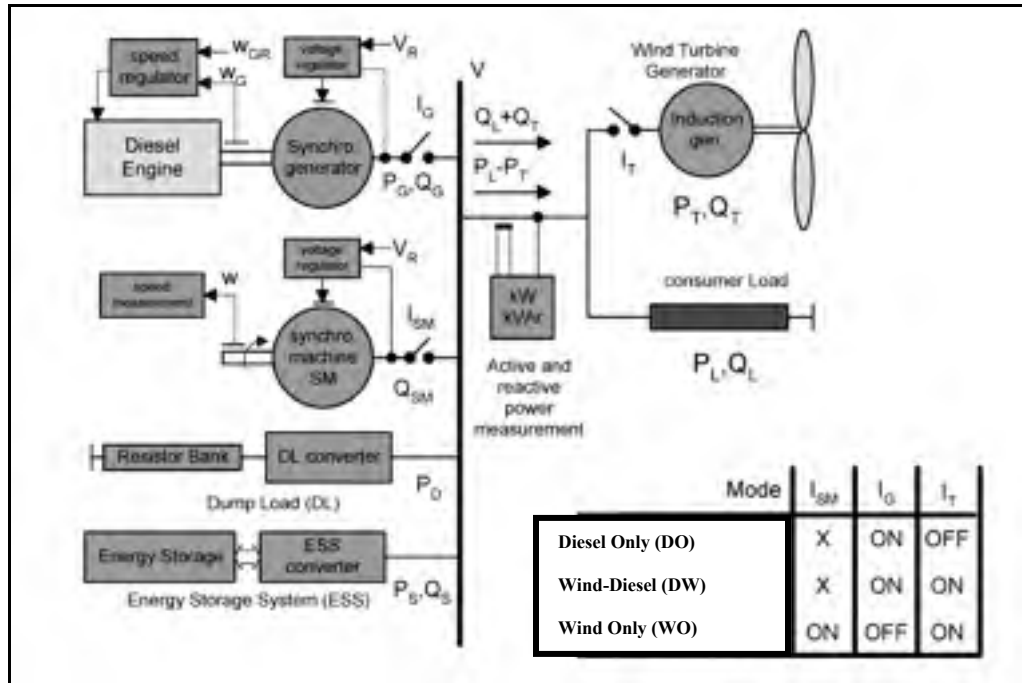 speed
regulator
W_GR
W_G
Diesel
Engine
voltage
regulator
V_R
Synchro.
generator
I_G
P_G,Q_G
V
Q_L+Q_T
P_L-P_T
Wind Turbine
Generator
Induction
gen.
I_T
P_T,Q_T
consumer Load
P_L,Q_L
kW
kVAr
Active and
reactive
power
measurement
speed
measurement
w
voltage
regulator
V_R
synchro.
machine
SM
I_SM
Q_SM
Resistor Bank
DL converter
P_D
Dump Load (DL)
Energy Storage
ESS
converter
P_S,Q_S
Energy Storage System (ESS)
Mode I_SM I_G I_T
Diesel Only (DO) X ON OFF
Wind-Diesel (DW) X ON ON
Wind Only (WO) ON OFF ON